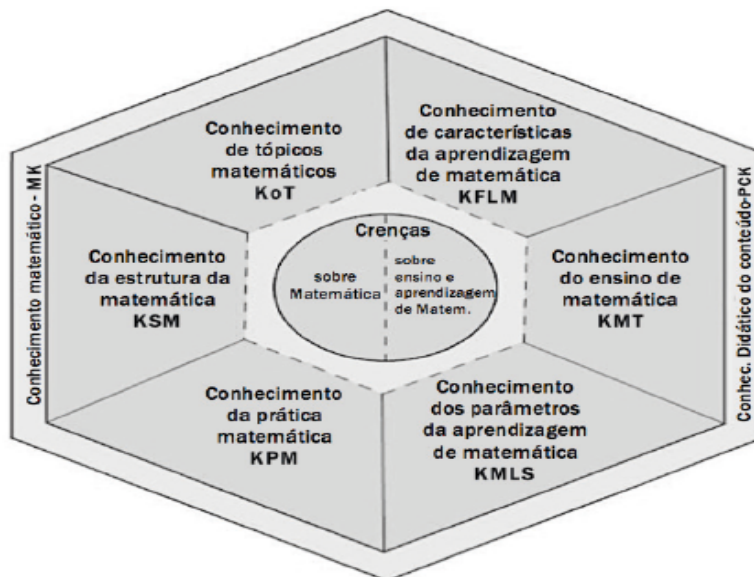 Conhecimento
de tópicos
matemáticos
KoT
Conhecimento
de características
da aprendizagem
de matemática
KFLM
Conhecimento matemático - MK
Conhecimento
da estrutura da
matemática
KSM
Crenças
sobre
Matemática
sobre
ensino e
aprendizagem
de Matem.
Conhecimento
do ensino de
matemática
KMT
Conhec. Didático do conteúdo-PCK
Conhecimento
da prática
matemática
KPM
Conhecimento
dos parâmetros
da aprendizagem
de matemática
KMLS